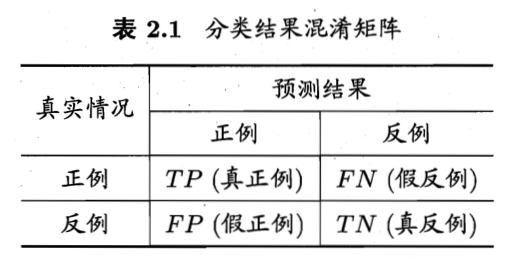 表 2.1 分类结果混淆矩阵
真实情况 预测结果
正例 反例
正例 TP (真正例) FN (假反例)
反例 FP (假正例) TN (真反例)